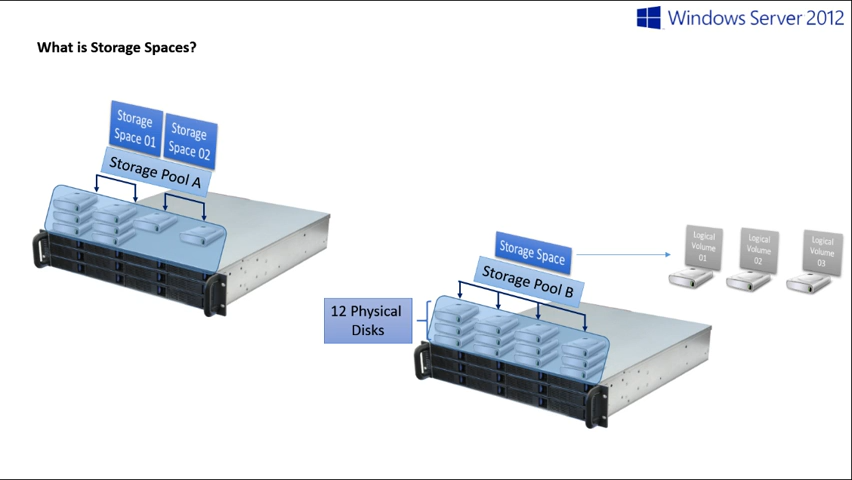 Windows Server 2012
What is Storage Spaces?
Storage
Space 01
Storage
Space 02
Storage Pool A
Storage Space
Storage Pool B
12 Physical
Disks
Logical
Volume
01
Logical
Volume
02
Logical
Volume
03